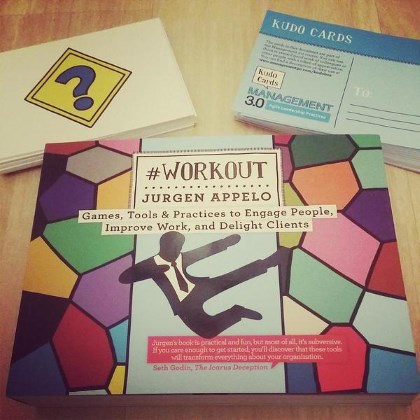 ?
KUDO CARDS
Kudo
Cards
MANAGEMENT
3.0
Agile Leadership Practices
TO:
#WORKOUT
JURGEN APPELO
Games, Tools & Practices to Engage People,
Improve Work, and Delight Clients
Jurgen's book is practical and fun, but most of all, it's subversive.
If you care enough to get started, you'll discover that these tools
will transform everything about your organization.
Seth Godin, The Icarus Deception